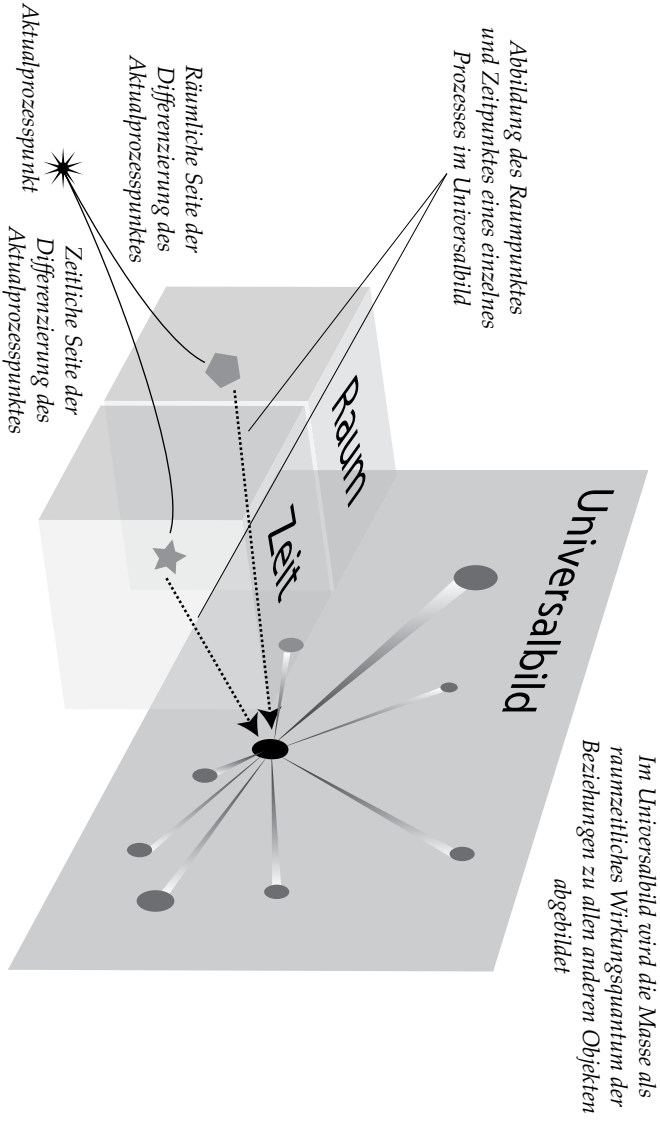 Abbildung des Raumpunktes
und Zeitpunktes eines einzelnes
Prozesses im Universalbild
Räumliche Seite der
Differenzierung des
Aktualprozesspunktes
Aktualprozesspunkt
Zeitliche Seite der
Differenzierung des
Aktualprozesspunktes
Raum
Zeit
Universalbild
Im Universalbild wird die Masse als
raumzeitliches Wirkungsquantum der
Beziehungen zu allen anderen Objekten
abgebildet